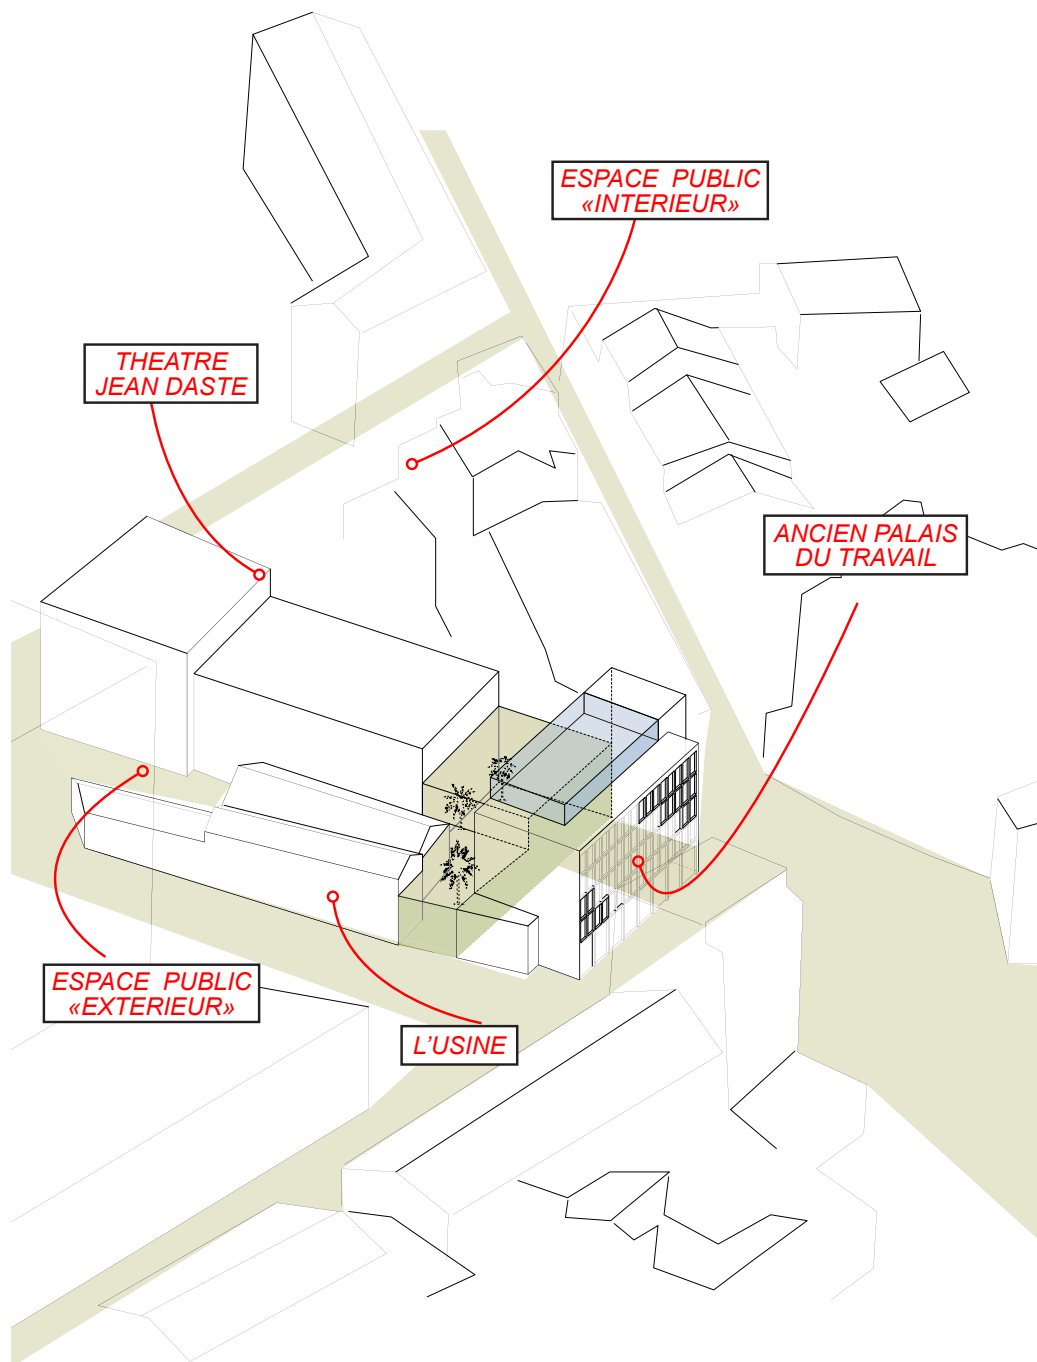 ESPACE PUBLIC
«INTERIEUR»
THEATRE
JEAN DASTE
ANCIEN PALAIS
DU TRAVAIL
ESPACE PUBLIC
«EXTERIEUR»
L'USINE